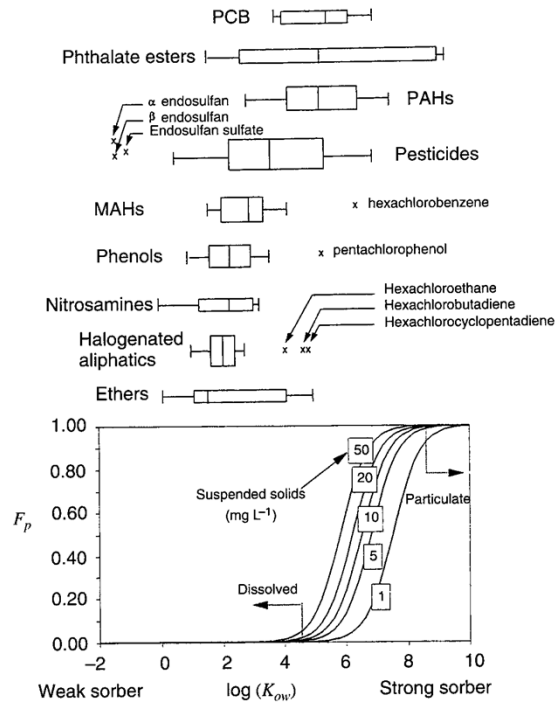 PCB
Phthalate esters
PAHs
α endosulfan
β endosulfan
Endosulfan sulfate
Pesticides
MAHs
x hexachlorobenzene
Phenols
x pentachlorophenol
Hexachloroethane
Nitrosamines
Hexachlorobutadiene
Hexachlorocyclopentadiene
Halogenated
aliphatics
Ethers
1.00
50
0.80
20
Suspended solids
Particulate
(mg L⁻¹)
0.60
10
Fp
0.40
5
0.20
Dissolved
1
0.00
−2 0 2 4 6 8 10
Weak sorber log (Kow) Strong sorber